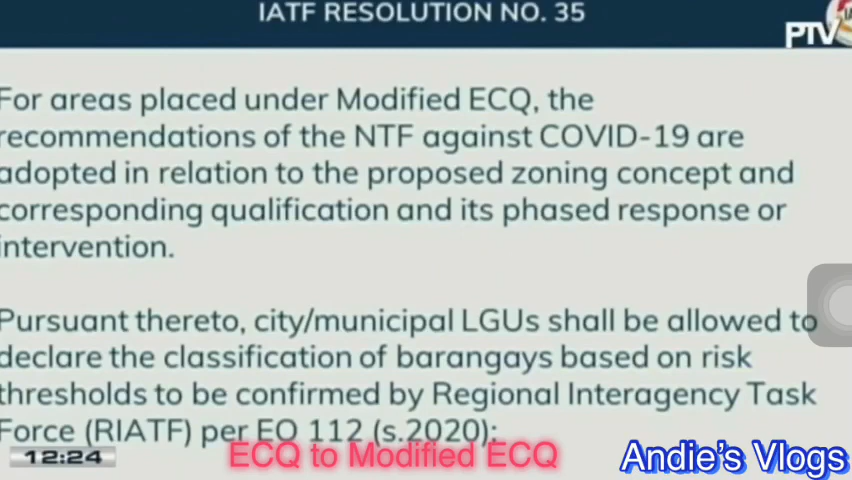 IATF RESOLUTION NO. 35
PTV
For areas placed under Modified ECQ, the
recommendations of the NTF against COVID-19 are
adopted in relation to the proposed zoning concept and
corresponding qualification and its phased response or
intervention.
Pursuant thereto, city/municipal LGUs shall be allowed to
declare the classification of barangays based on risk
thresholds to be confirmed by Regional Interagency Task
Force (RIATF) per EO 112 (s.2020);
12:24
ECQ to Modified ECQ
Andie's Vlogs